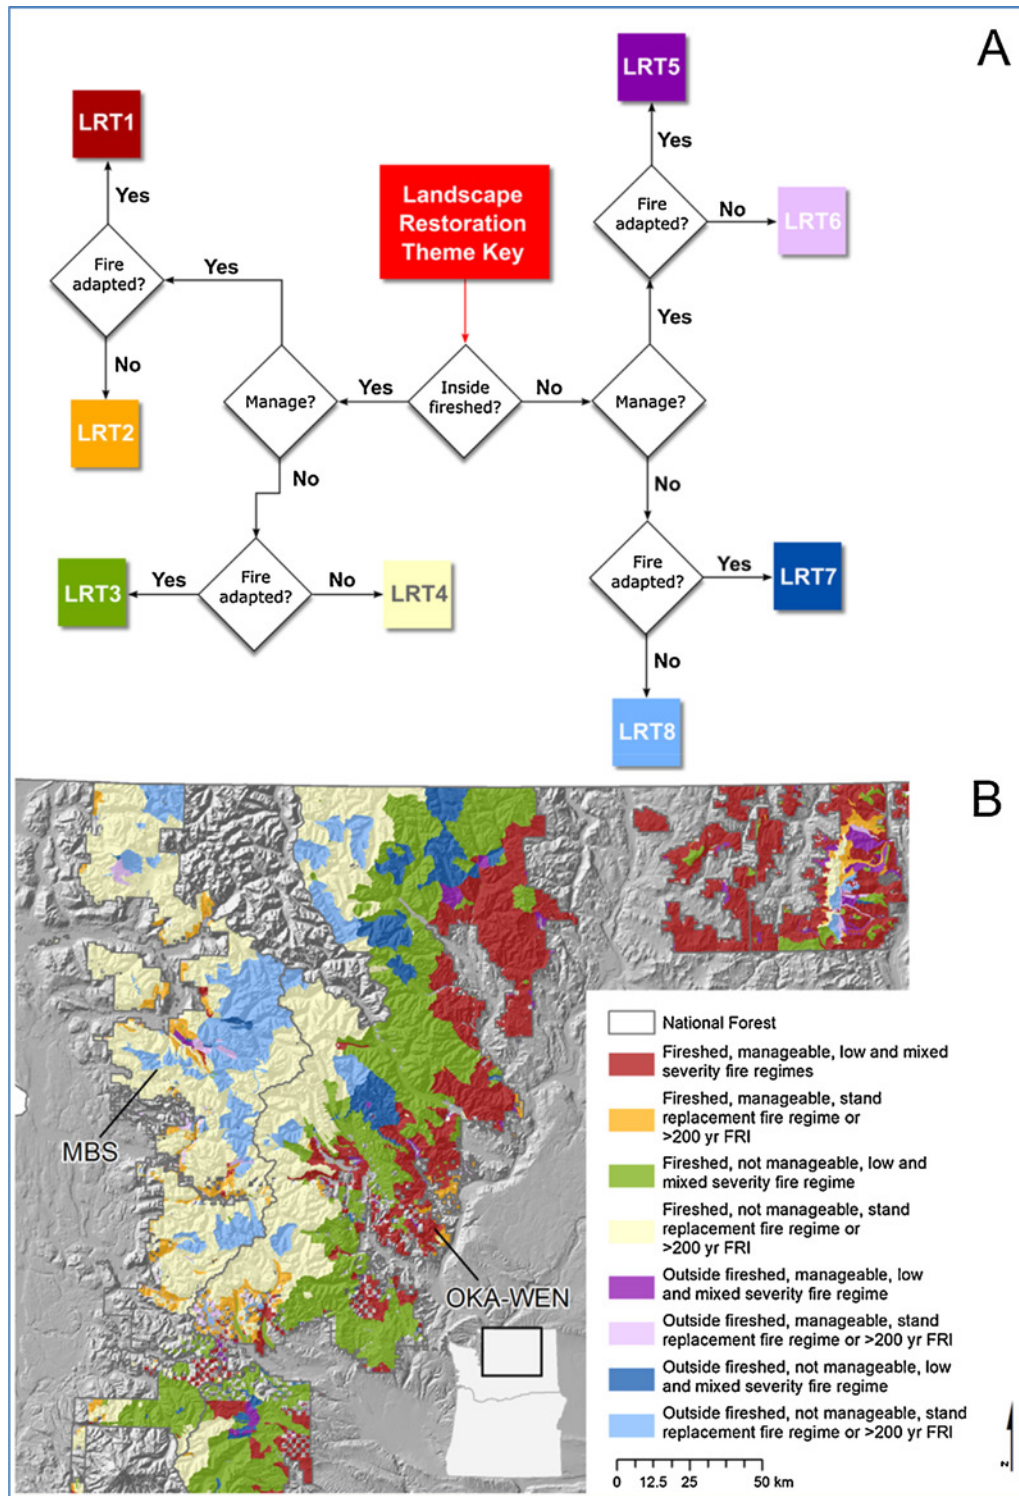 A
LRT5
LRT1
Yes
Yes
Landscape
Restoration
Theme Key
Fire
adapted?
No
LRT6
Fire
adapted?
Yes
Yes
No
Manage?
Yes
Inside
fireshed?
No
Manage?
LRT2
No
No
LRT3
Yes
Fire
adapted?
No
LRT4
Fire
adapted?
Yes
LRT7
No
LRT8
B
MBS
OKA-WEN
National Forest
Fireshed, manageable, low and mixed
severity fire regimes
Fireshed, manageable, stand
replacement fire regime or
>200 yr FRI
Fireshed, not manageable, low and
mixed severity fire regime
Fireshed, not manageable, stand
replacement fire regime or
>200 yr FRI
Outside fireshed, manageable, low
and mixed severity fire regime
Outside fireshed, manageable, stand
replacement fire regime or >200 yr FRI
Outside fireshed, not manageable, low
and mixed severity fire regime
Outside fireshed, not manageable, stand
replacement fire regime or >200 yr FRI
0 12.5 25 50 km
z